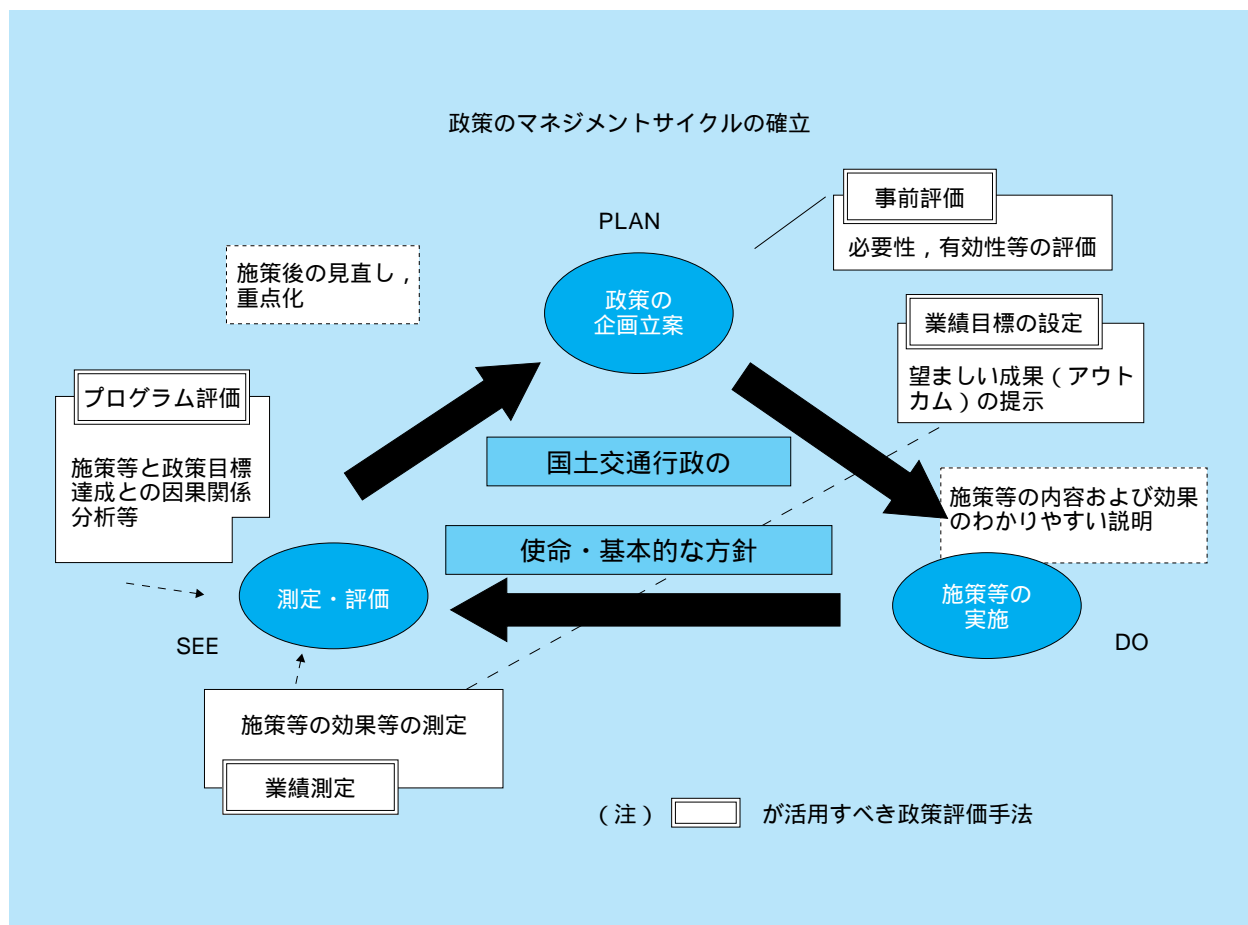 政策のマネジメントサイクルの確立
事前評価
必要性，有効性等の評価
PLAN
施策後の見直し，
重点化
政策の
企画立案
業績目標の設定
望ましい成果（アウト
カム）の提示
プログラム評価
施策等と政策目標
達成との因果関係
分析等
国土交通行政の
使命・基本的な方針
施策等の内容および効果
のわかりやすい説明
測定・評価
施策等の
実施
SEE
DO
施策等の効果等の測定
業績測定
（注） が活用すべき政策評価手法